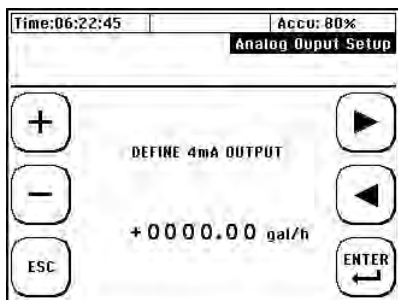 Time:06:22:45 Accu: 80%
Analog Ouput Setup
+
DEFINE 4mA OUTPUT
−
+0000.00 gal/h
ESC
ENTER